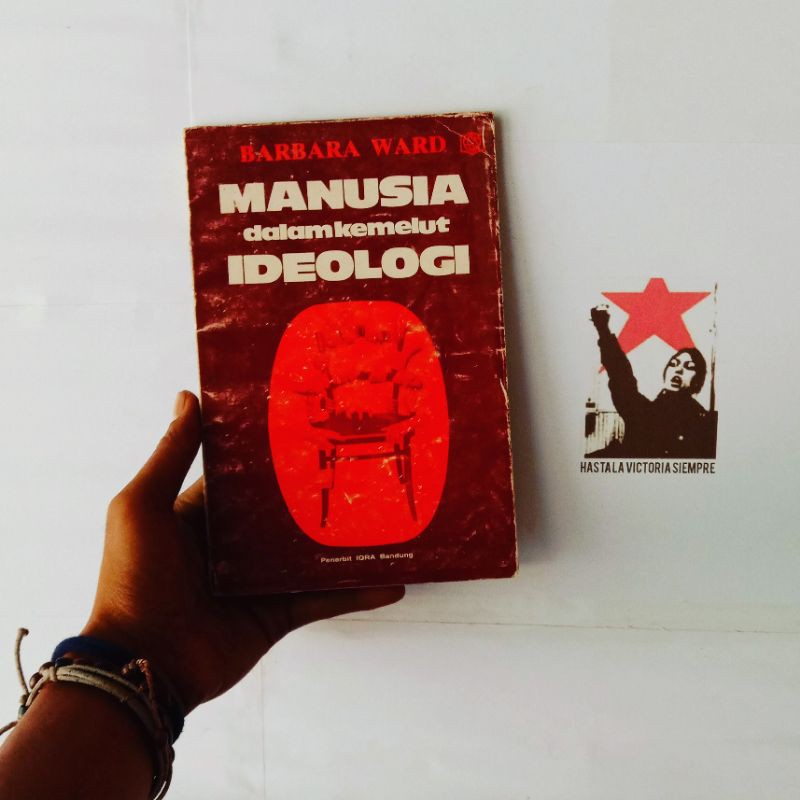 BARBARA WARD
MANUSIA
dalam kemelut
IDEOLOGI
Penerbit IQRA Bandung
HASTA LA VICTORIA SIEMPRE